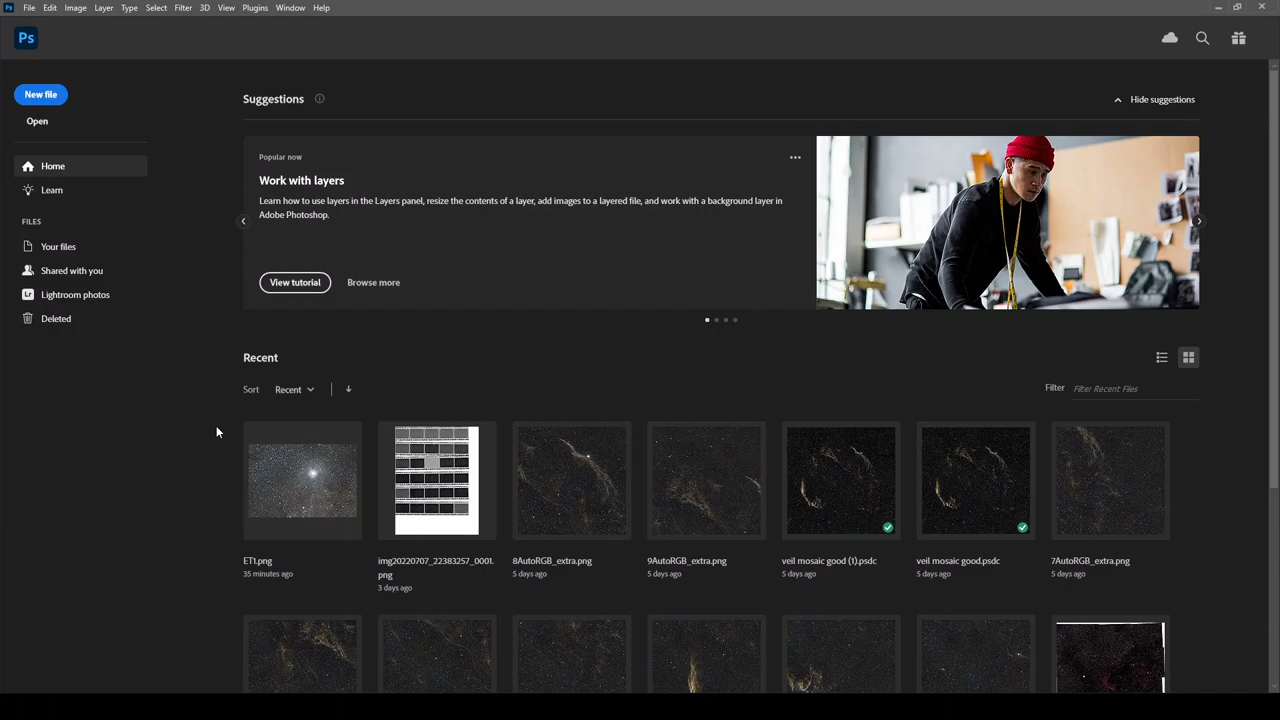 Ps File Edit Image Layer Type Select Filter 3D View Plugins Window Help
Ps
New file
Open
Home
Learn
FILES
Your files
Shared with you
Lr Lightroom photos
Deleted
Suggestions
Hide suggestions
Popular now
Work with layers
Learn how to use layers in the Layers panel, resize the contents of a layer, add images to a layered file, and work with a background layer in
Adobe Photoshop.
View tutorial Browse more
Recent
Sort Recent
Filter Filter Recent Files
ET1.png
35 minutes ago
img20220707_22383257_0001.
png
3 days ago
8AutoRGB_extra.png
5 days ago
9AutoRGB_extra.png
5 days ago
veil mosaic good (1).psdc
5 days ago
veil mosaic good.psdc
5 days ago
7AutoRGB_extra.png
5 days ago